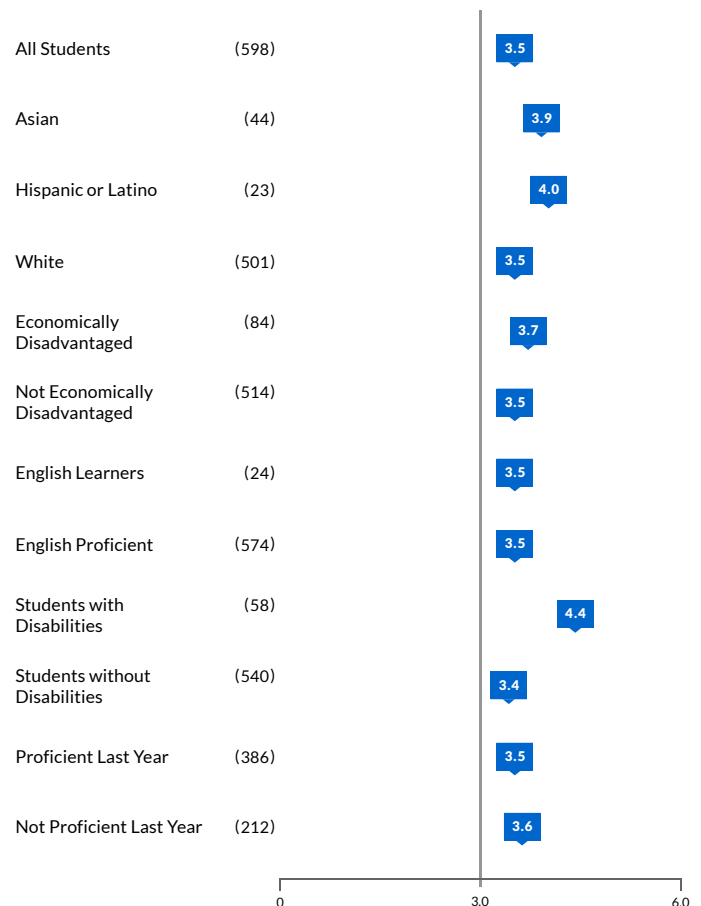 All Students (598) 3.5
Asian (44) 3.9
Hispanic or Latino (23) 4.0
White (501) 3.5
Economically (84)
Disadvantaged 3.7
Not Economically (514)
Disadvantaged 3.5
English Learners (24) 3.5
English Proficient (574) 3.5
Students with (58)
Disabilities 4.4
Students without (540)
Disabilities 3.4
Proficient Last Year (386) 3.5
Not Proficient Last Year (212) 3.6
0 3.0 6.0